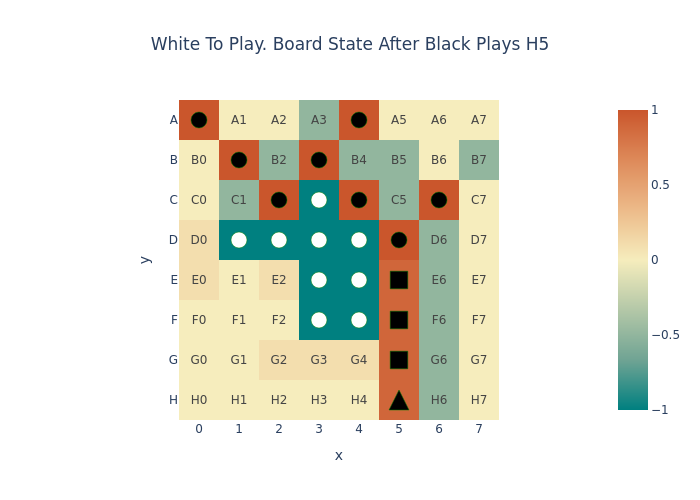 White To Play. Board State After Black Plays H5
A A1 A2 A3 A5 A6 A7
B B0 B2 B4 B5 B6 B7
C C0 C1 C5 C7
D D0 D6 D7
E E0 E1 E2 E6 E7
F F0 F1 F2 F6 F7
G G0 G1 G2 G3 G4 G6 G7
H H0 H1 H2 H3 H4 H6 H7
0 1 2 3 4 5 6 7
x
y
1
0.5
0
−0.5
−1